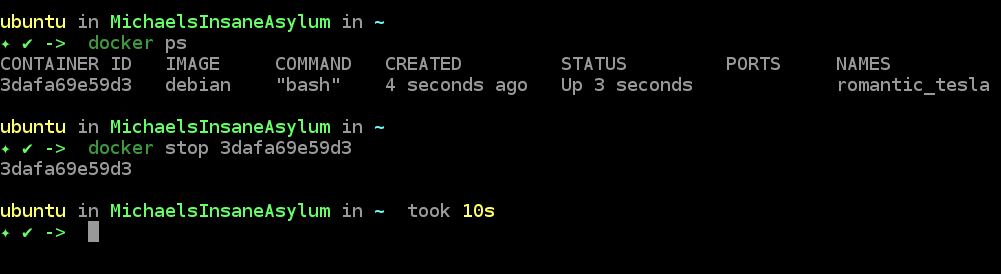 ubuntu in MichaelsInsaneAsylum in ~
✦ ✔ -> docker ps
CONTAINER ID   IMAGE     COMMAND   CREATED         STATUS         PORTS     NAMES
3dafa69e59d3   debian    "bash"    4 seconds ago   Up 3 seconds             romantic_tesla
ubuntu in MichaelsInsaneAsylum in ~
✦ ✔ -> docker stop 3dafa69e59d3
3dafa69e59d3
ubuntu in MichaelsInsaneAsylum in ~ took 10s
✦ ✔ ->